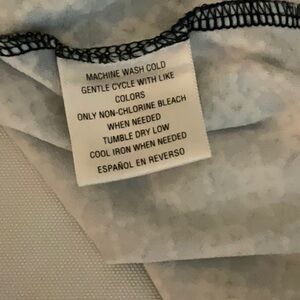 MACHINE WASH COLD
GENTLE CYCLE WITH LIKE
COLORS
ONLY NON-CHLORINE BLEACH
WHEN NEEDED
TUMBLE DRY LOW
COOL IRON WHEN NEEDED
ESPAÑOL EN REVERSO